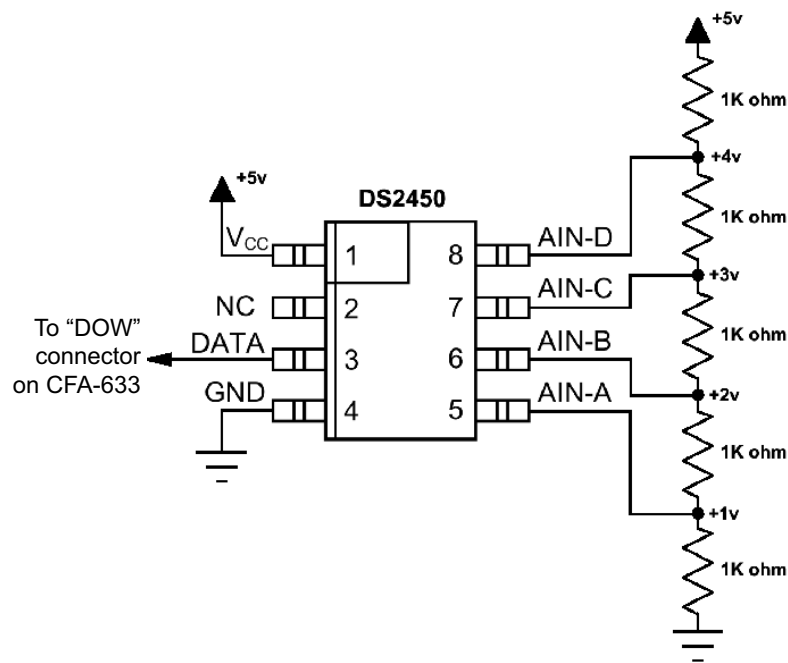 +5v
1K ohm
+4v
+5v
DS2450
1K ohm
VCC
1
8
AIN-D
+3v
NC
2
7
AIN-C
1K ohm
To “DOW”
connector
on CFA-633
DATA
3
6
AIN-B
+2v
GND
4
5
AIN-A
1K ohm
+1v
1K ohm